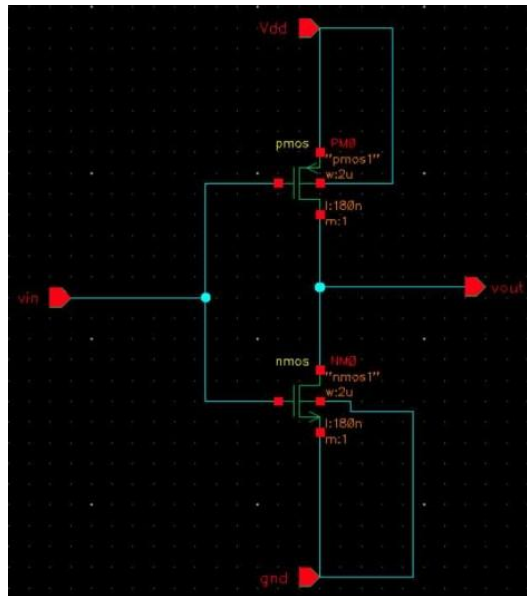 Vdd
pmos PM0
"pmos1"
w:2u
l:180n
m:1
vin
vout
nmos NM0
"nmos1"
w:2u
l:180n
m:1
gnd